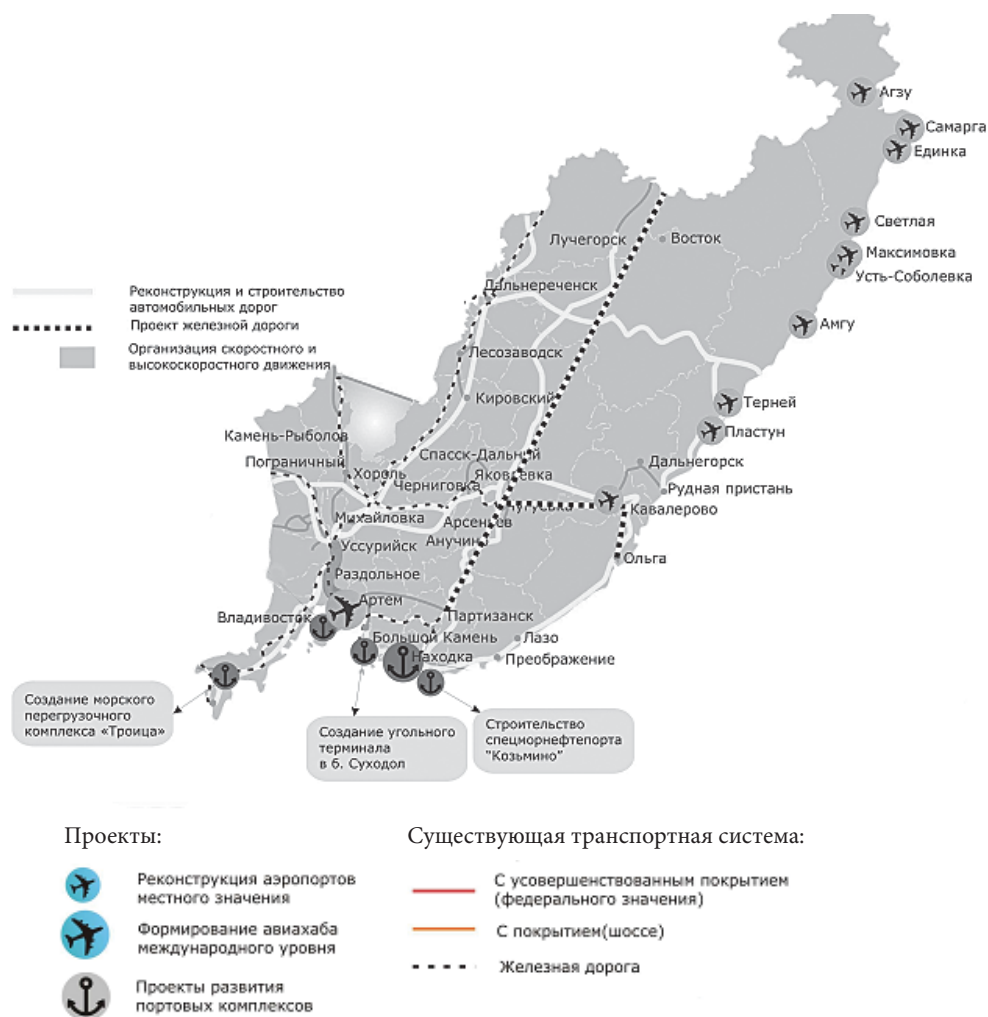 Агзу
Самарга
Единка
Светлая
Лучегорск
Восток
Максимовка
Усть-Соболевка
Дальнереченск
Реконструкция и строительство
автомобильных дорог
Проект железной дороги
Амгу
Организация скоростного и
высокоскоростного движения
Лесозаводск
Кировский
Терней
Пластун
Камень-Рыболов
Спасск-Дальний
Пограничный
Дальнегорск
Хороль
Яковлевка
Черниговка
Рудная пристань
Чугуевка
Кавалерово
Михайловка
Арсеньев
Анучино
Уссурийск
Ольга
Раздольное
Артем
Владивосток
Партизанск
Большой Камень
Лазо
Находка
Преображение
Создание морского
перегрузочного
комплекса «Троица»
Создание угольного
терминала
в б. Суходол
Строительство
спецморнефтепорта
"Козьмино"
Проекты:
Существующая транспортная система:
Реконструкция аэропортов
местного значения
С усовершенствованным покрытием
(федерального значения)
Формирование авиахаба
международного уровня
С покрытием(шоссе)
Железная дорога
Проекты развития
портовых комплексов